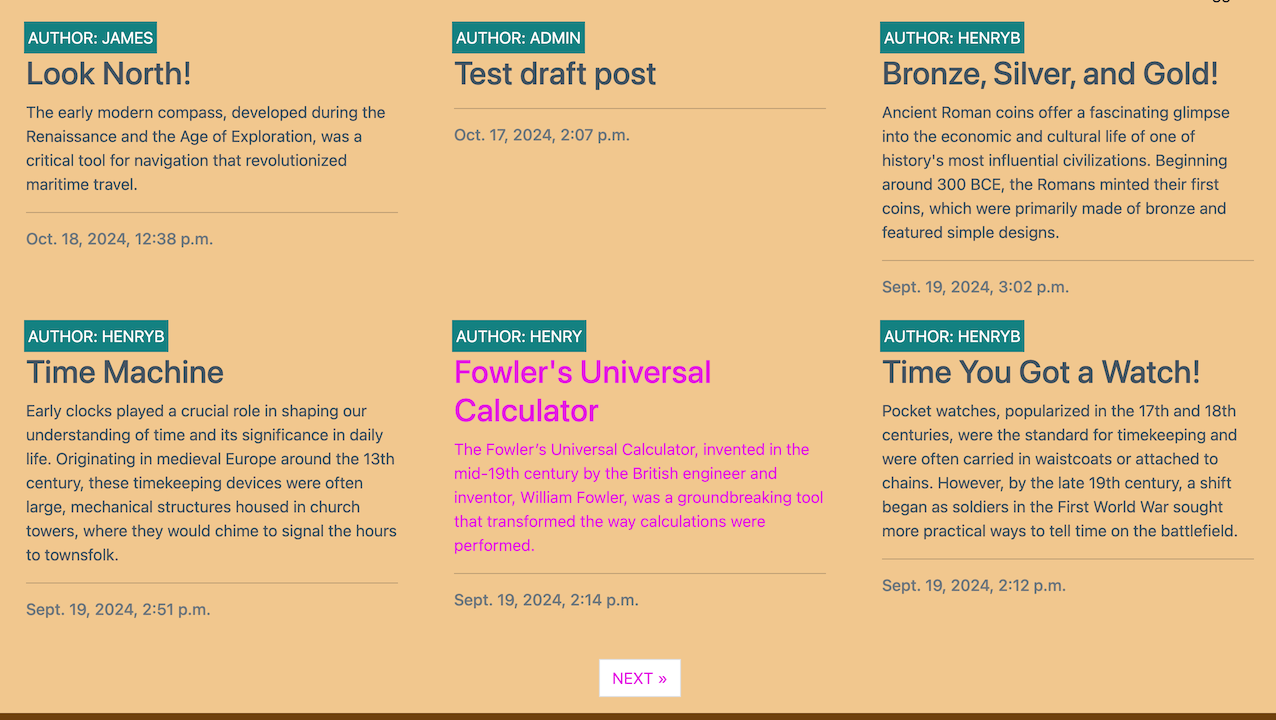 AUTHOR: JAMES
Look North!
The early modern compass, developed during the
Renaissance and the Age of Exploration, was a
critical tool for navigation that revolutionized
maritime travel.
Oct. 18, 2024, 12:38 p.m.
AUTHOR: ADMIN
Test draft post
Oct. 17, 2024, 2:07 p.m.
AUTHOR: HENRYB
Bronze, Silver, and Gold!
Ancient Roman coins offer a fascinating glimpse
into the economic and cultural life of one of
history's most influential civilizations. Beginning
around 300 BCE, the Romans minted their first
coins, which were primarily made of bronze and
featured simple designs.
Sept. 19, 2024, 3:02 p.m.
AUTHOR: HENRYB
Time Machine
Early clocks played a crucial role in shaping our
understanding of time and its significance in daily
life. Originating in medieval Europe around the 13th
century, these timekeeping devices were often
large, mechanical structures housed in church
towers, where they would chime to signal the hours
to townsfolk.
Sept. 19, 2024, 2:51 p.m.
AUTHOR: HENRY
Fowler's Universal
Calculator
The Fowler’s Universal Calculator, invented in the
mid-19th century by the British engineer and
inventor, William Fowler, was a groundbreaking tool
that transformed the way calculations were
performed.
Sept. 19, 2024, 2:14 p.m.
AUTHOR: HENRYB
Time You Got a Watch!
Pocket watches, popularized in the 17th and 18th
centuries, were the standard for timekeeping and
were often carried in waistcoats or attached to
chains. However, by the late 19th century, a shift
began as soldiers in the First World War sought
more practical ways to tell time on the battlefield.
Sept. 19, 2024, 2:12 p.m.
NEXT »